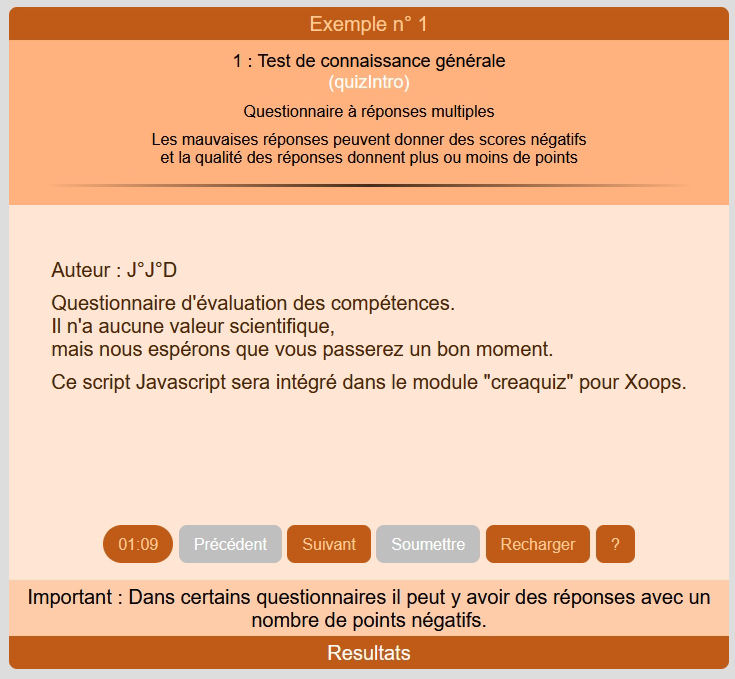 Exemple n° 1
1 : Test de connaissance générale
(quizIntro)
Questionnaire à réponses multiples
Les mauvaises réponses peuvent donner des scores négatifs
et la qualité des réponses donnent plus ou moins de points
Auteur : J°J°D
Questionnaire d'évaluation des compétences.
Il n'a aucune valeur scientifique,
mais nous espérons que vous passerez un bon moment.
Ce script Javascript sera intégré dans le module "creaquiz" pour Xoops.
01:09 Précédent Suivant Soumettre Recharger ?
Important : Dans certains questionnaires il peut y avoir des réponses avec un
nombre de points négatifs.
Resultats